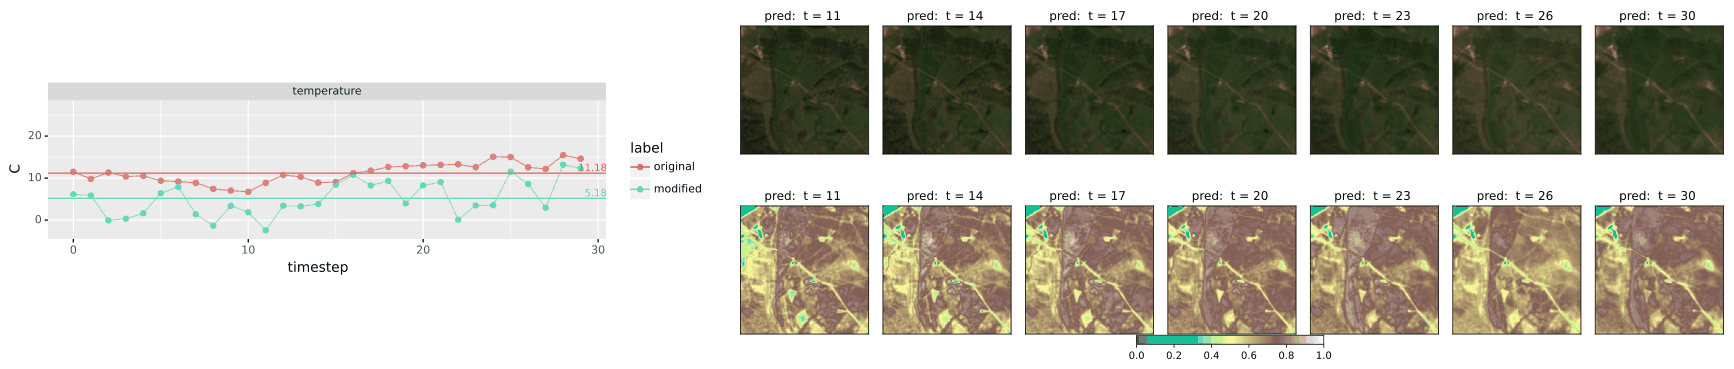 temperature
C
20
10
0
11.18
5.18
0
10
20
30
timestep
label
original
modified
pred: t = 11
pred: t = 14
pred: t = 17
pred: t = 20
pred: t = 23
pred: t = 26
pred: t = 30
pred: t = 11
pred: t = 14
pred: t = 17
pred: t = 20
pred: t = 23
pred: t = 26
pred: t = 30
0.0 0.2 0.4 0.6 0.8 1.0